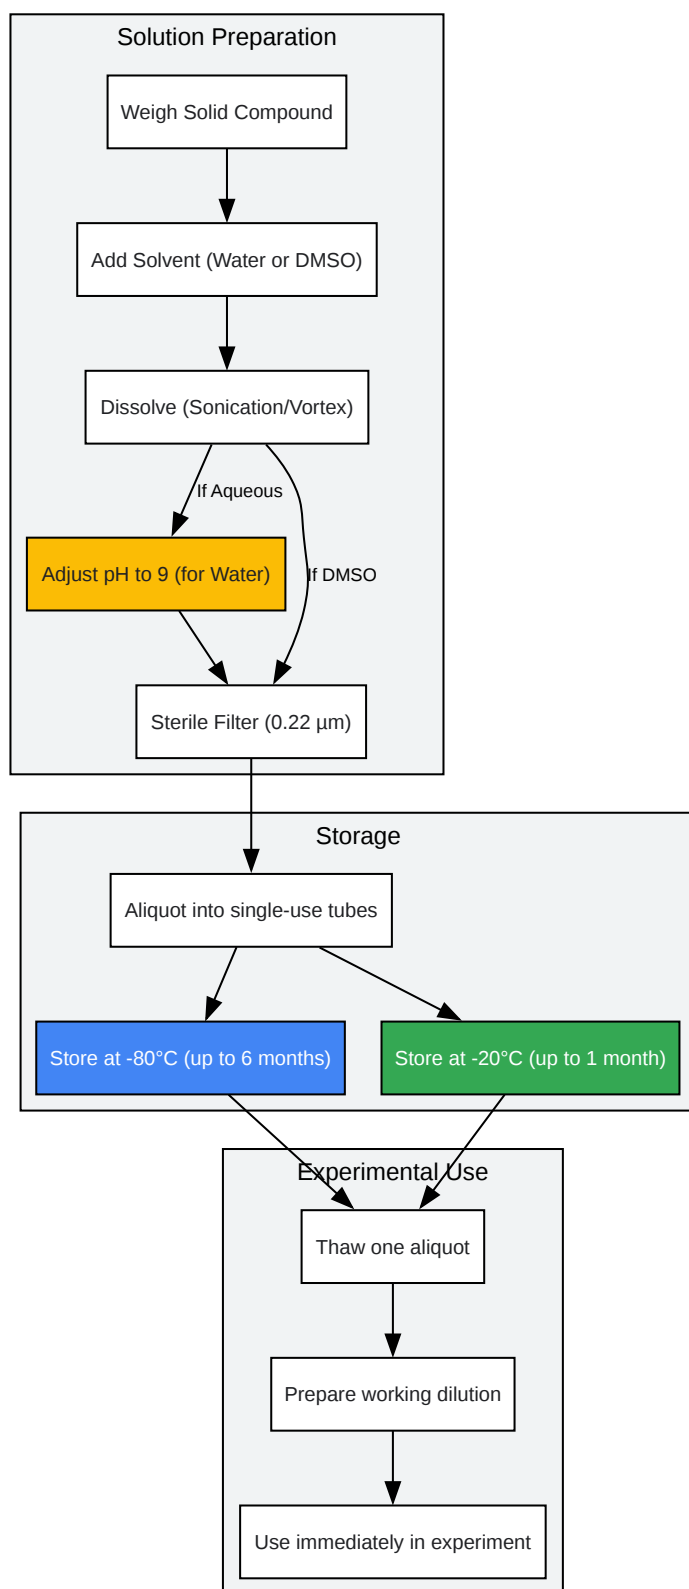 Solution Preparation
Weigh Solid Compound
Add Solvent (Water or DMSO)
Dissolve (Sonication/Vortex)
If Aqueous
Adjust pH to 9 (for Water)
If DMSO
Sterile Filter (0.22 µm)
Storage
Aliquot into single-use tubes
Store at -80°C (up to 6 months)
Store at -20°C (up to 1 month)
Experimental Use
Thaw one aliquot
Prepare working dilution
Use immediately in experiment